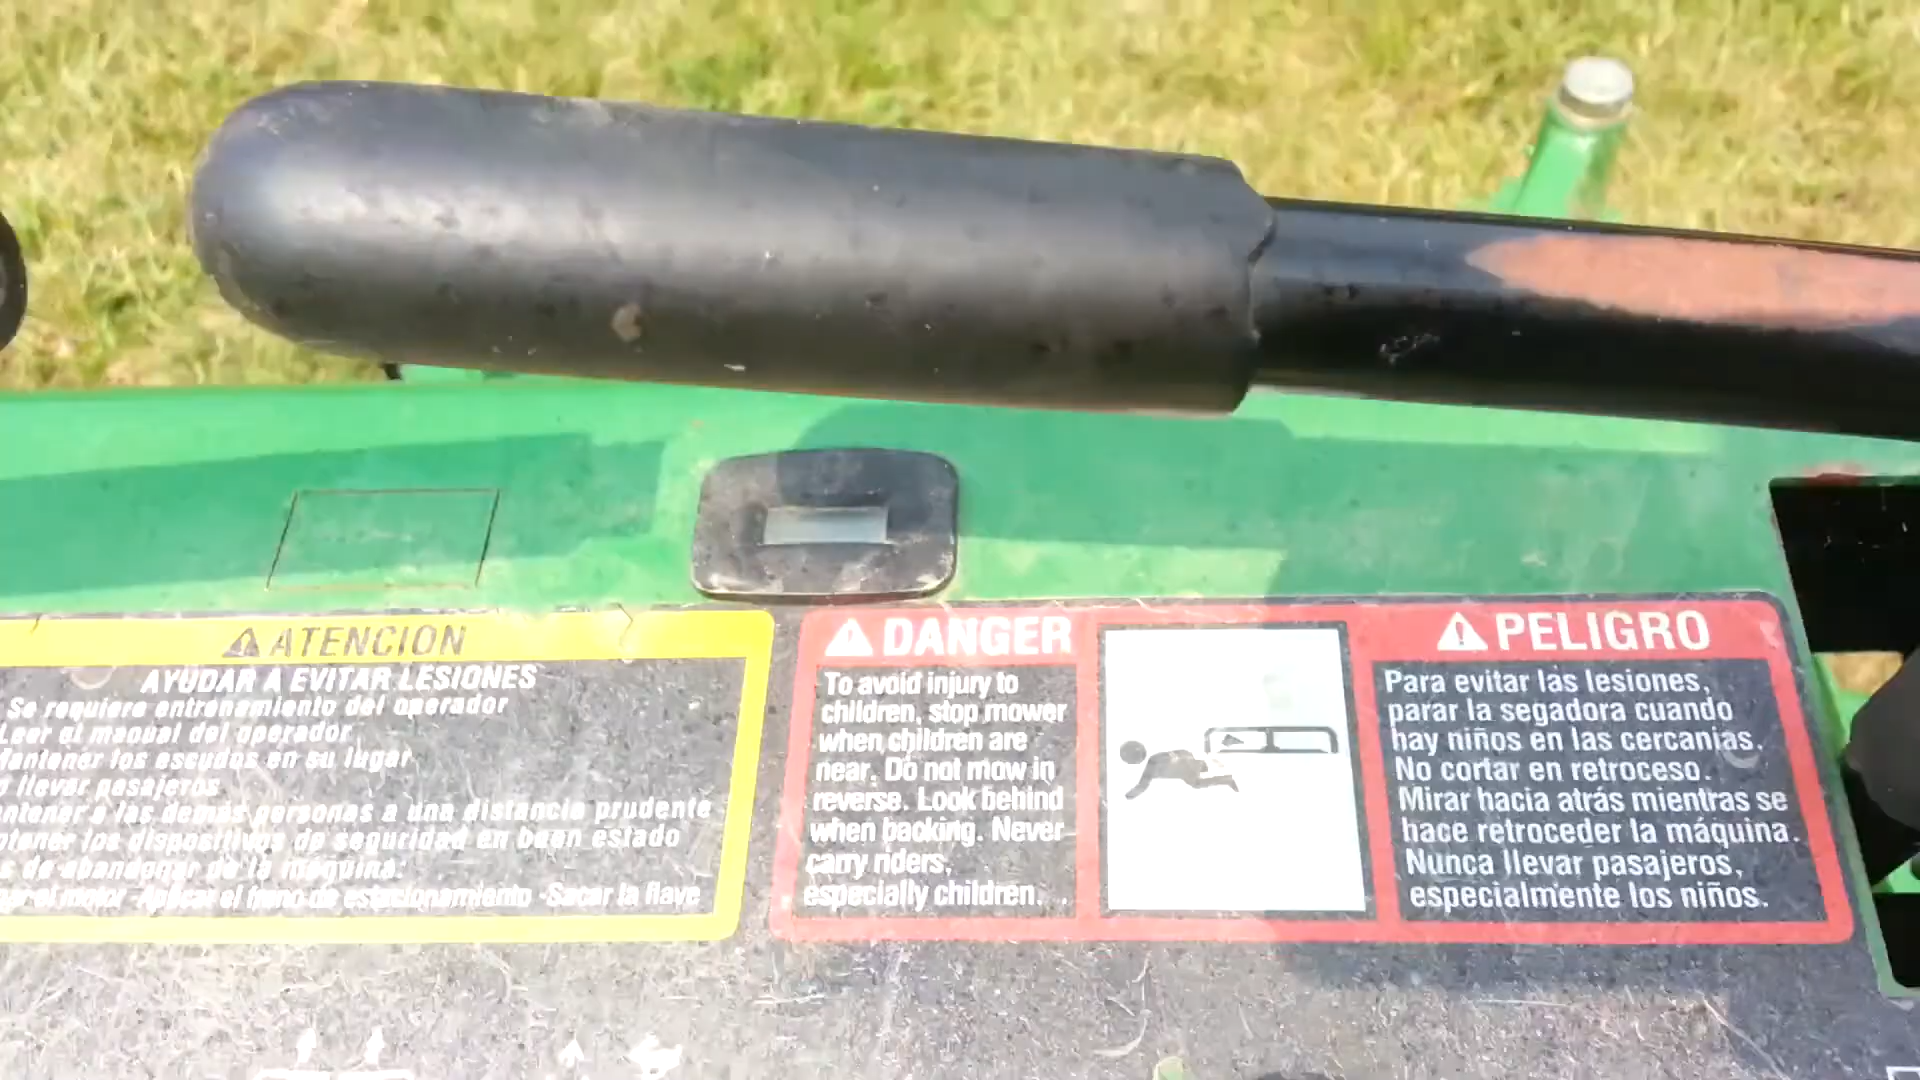 ATENCION
AYUDAR A EVITAR LESIONES
Se requiere entrenamiento del operador
Leer el manual del operador
Mantener los escudos en su lugar
llevar pasajeros
a las demás personas a una distancia prudente
los dispositivos de seguridad en buen estado
de abandonar de la máquina:
el motor -Aplicar el freno de estacionamiento -Sacar la llave
DANGER
To avoid injury to
children, stop mower
when children are
near. Do not mow in
reverse. Look behind
when backing. Never
carry riders,
especially children.
PELIGRO
Para evitar las lesiones,
parar la segadora cuando
hay niños en las cercanías.
No cortar en retroceso.
Mirar hacia atrás mientras se
hace retroceder la máquina.
Nunca llevar pasajeros,
especialmente los niños.